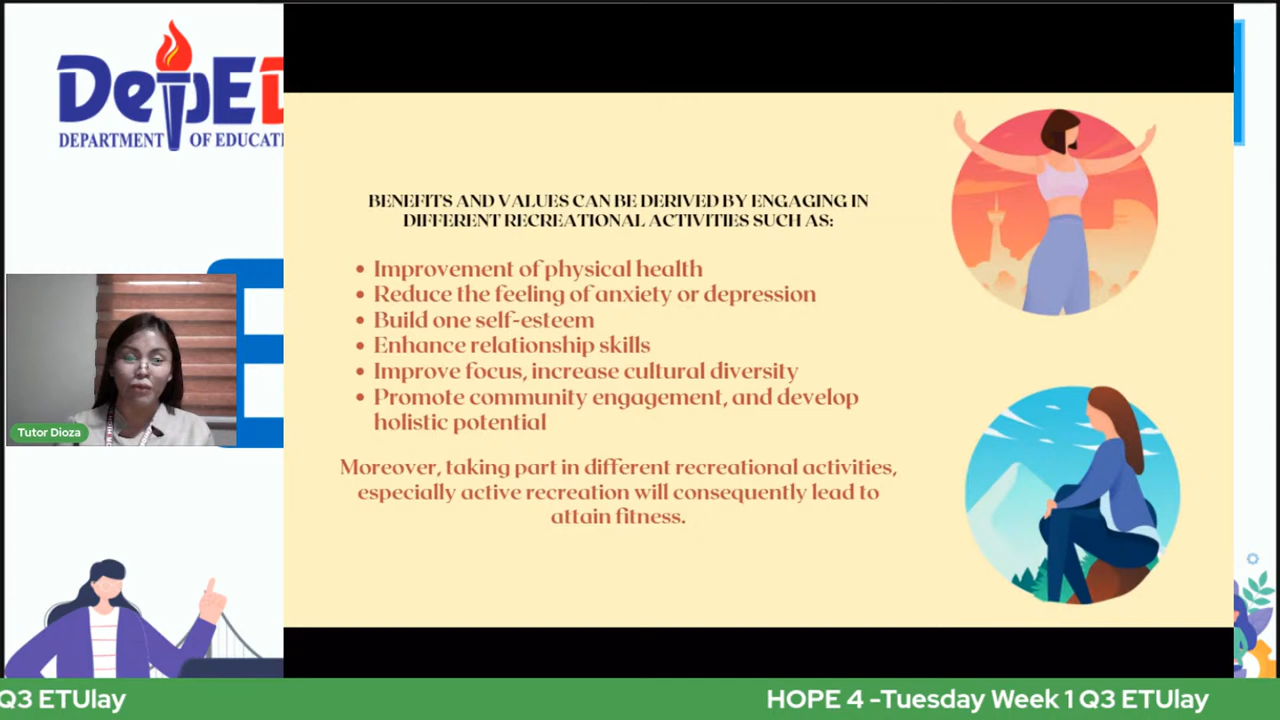 DepED
DEPARTMENT OF EDUCATI
BENEFITS AND VALUES CAN BE DERIVED BY ENGAGING IN
DIFFERENT RECREATIONAL ACTIVITIES SUCH AS:
• Improvement of physical health
• Reduce the feeling of anxiety or depression
• Build one self-esteem
• Enhance relationship skills
• Improve focus, increase cultural diversity
• Promote community engagement, and develop
holistic potential
Moreover, taking part in different recreational activities,
especially active recreation will consequently lead to
attain fitness.
Tutor Dioza
Q3 ETUlay
HOPE 4 -Tuesday Week 1 Q3 ETUlay